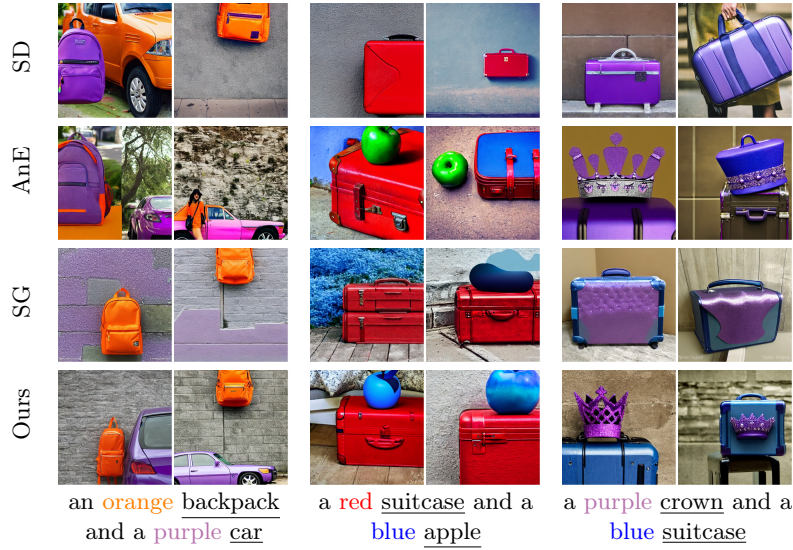 SD
AnE
SG
Ours
an orange backpack
and a purple car
a red suitcase and a
blue apple
a purple crown and a
blue suitcase